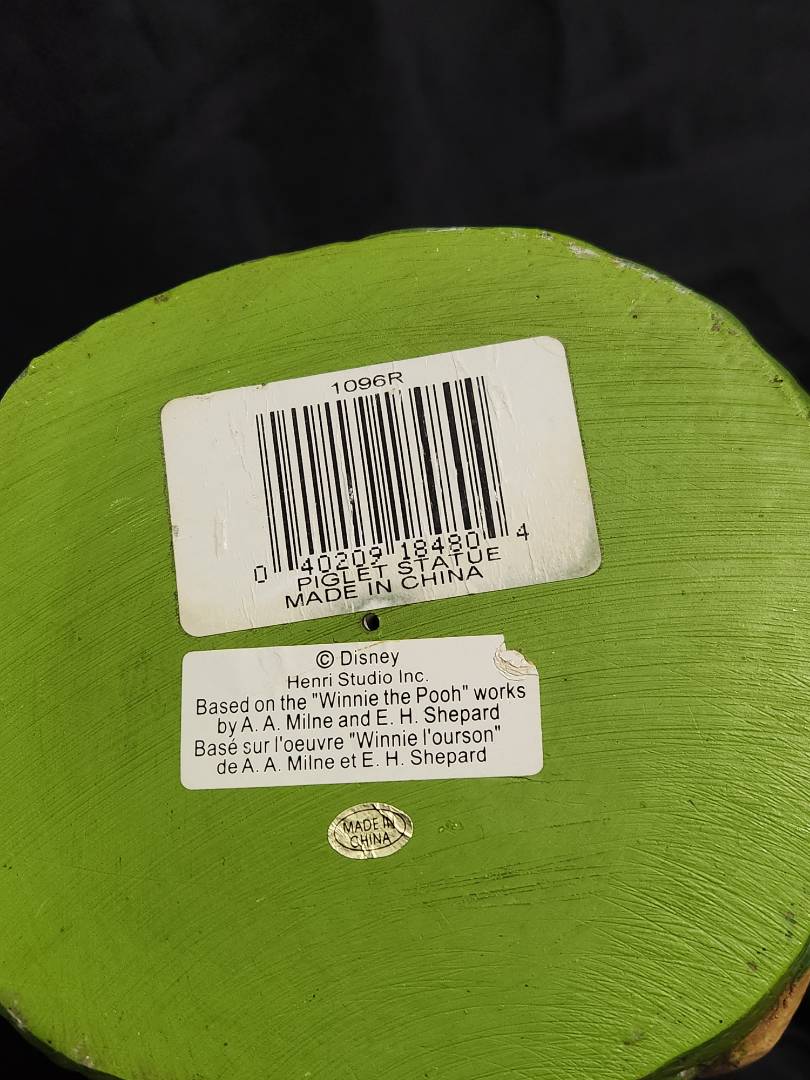 1096R
0 40209 18480 4
PIGLET STATUE
MADE IN CHINA
© Disney
Henri Studio Inc.
Based on the "Winnie the Pooh" works
by A. A. Milne and E. H. Shepard
Basé sur l'oeuvre "Winnie l'ourson"
de A. A. Milne et E. H. Shepard
MADE IN
CHINA